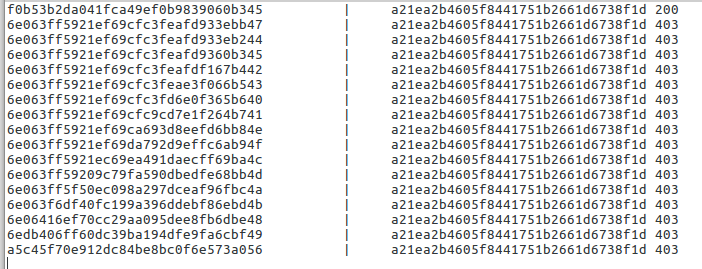 f0b53b2da041fca49ef0b9839060b345 | a21ea2b4605f8441751b2661d6738f1d 200
6e063ff5921ef69cfc3feafd933ebb47 | a21ea2b4605f8441751b2661d6738f1d 403
6e063ff5921ef69cfc3feafd933eb244 | a21ea2b4605f8441751b2661d6738f1d 403
6e063ff5921ef69cfc3feafd9360b345 | a21ea2b4605f8441751b2661d6738f1d 403
6e063ff5921ef69cfc3feafdf167b442 | a21ea2b4605f8441751b2661d6738f1d 403
6e063ff5921ef69cfc3feae3f066b543 | a21ea2b4605f8441751b2661d6738f1d 403
6e063ff5921ef69cfc3fd6e0f365b640 | a21ea2b4605f8441751b2661d6738f1d 403
6e063ff5921ef69cfc9cd7e1f264b741 | a21ea2b4605f8441751b2661d6738f1d 403
6e063ff5921ef69ca693d8eefd6bb84e | a21ea2b4605f8441751b2661d6738f1d 403
6e063ff5921ef69da792d9effc6ab94f | a21ea2b4605f8441751b2661d6738f1d 403
6e063ff5921ec69ea491daecff69ba4c | a21ea2b4605f8441751b2661d6738f1d 403
6e063ff59209c79fa590dbedfe68bb4d | a21ea2b4605f8441751b2661d6738f1d 403
6e063ff5f50ec098a297dceaf96fbc4a | a21ea2b4605f8441751b2661d6738f1d 403
6e063f6df40fc199a396ddebf86ebd4b | a21ea2b4605f8441751b2661d6738f1d 403
6e06416ef70cc29aa095dee8fb6dbe48 | a21ea2b4605f8441751b2661d6738f1d 403
6edb406ff60dc39ba194dfe9fa6cbf49 | a21ea2b4605f8441751b2661d6738f1d 403
a5c45f70e912dc84be8bc0f6e573a056 | a21ea2b4605f8441751b2661d6738f1d 403